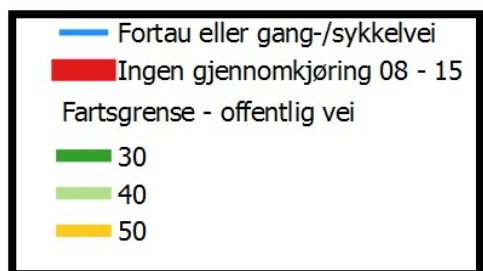 Fortau eller gang-/sykkelvei
Ingen gjennomkjøring 08 - 15
Fartsgrense - offentlig vei
30
40
50